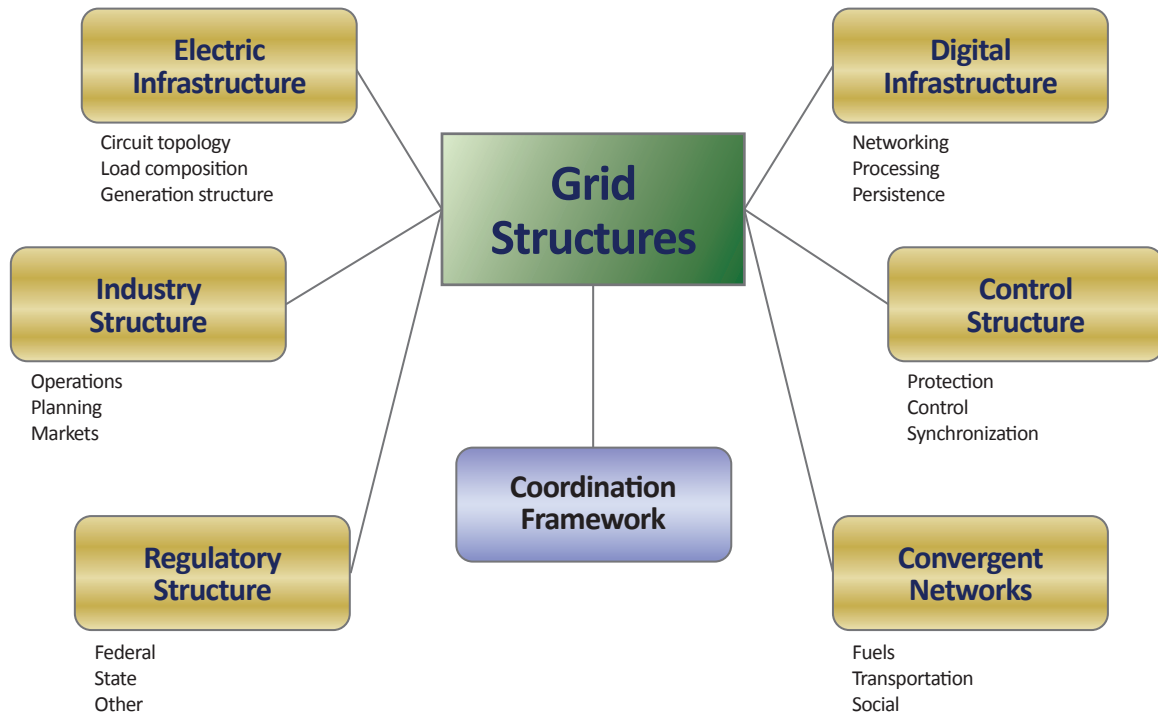 Electric
Infrastructure
Circuit topology
Load composition
Generation structure
Industry
Structure
Operations
Planning
Markets
Regulatory
Structure
Federal
State
Other
Grid
Structures
Coordination
Framework
Digital
Infrastructure
Networking
Processing
Persistence
Control
Structure
Protection
Control
Synchronization
Convergent
Networks
Fuels
Transportation
Social